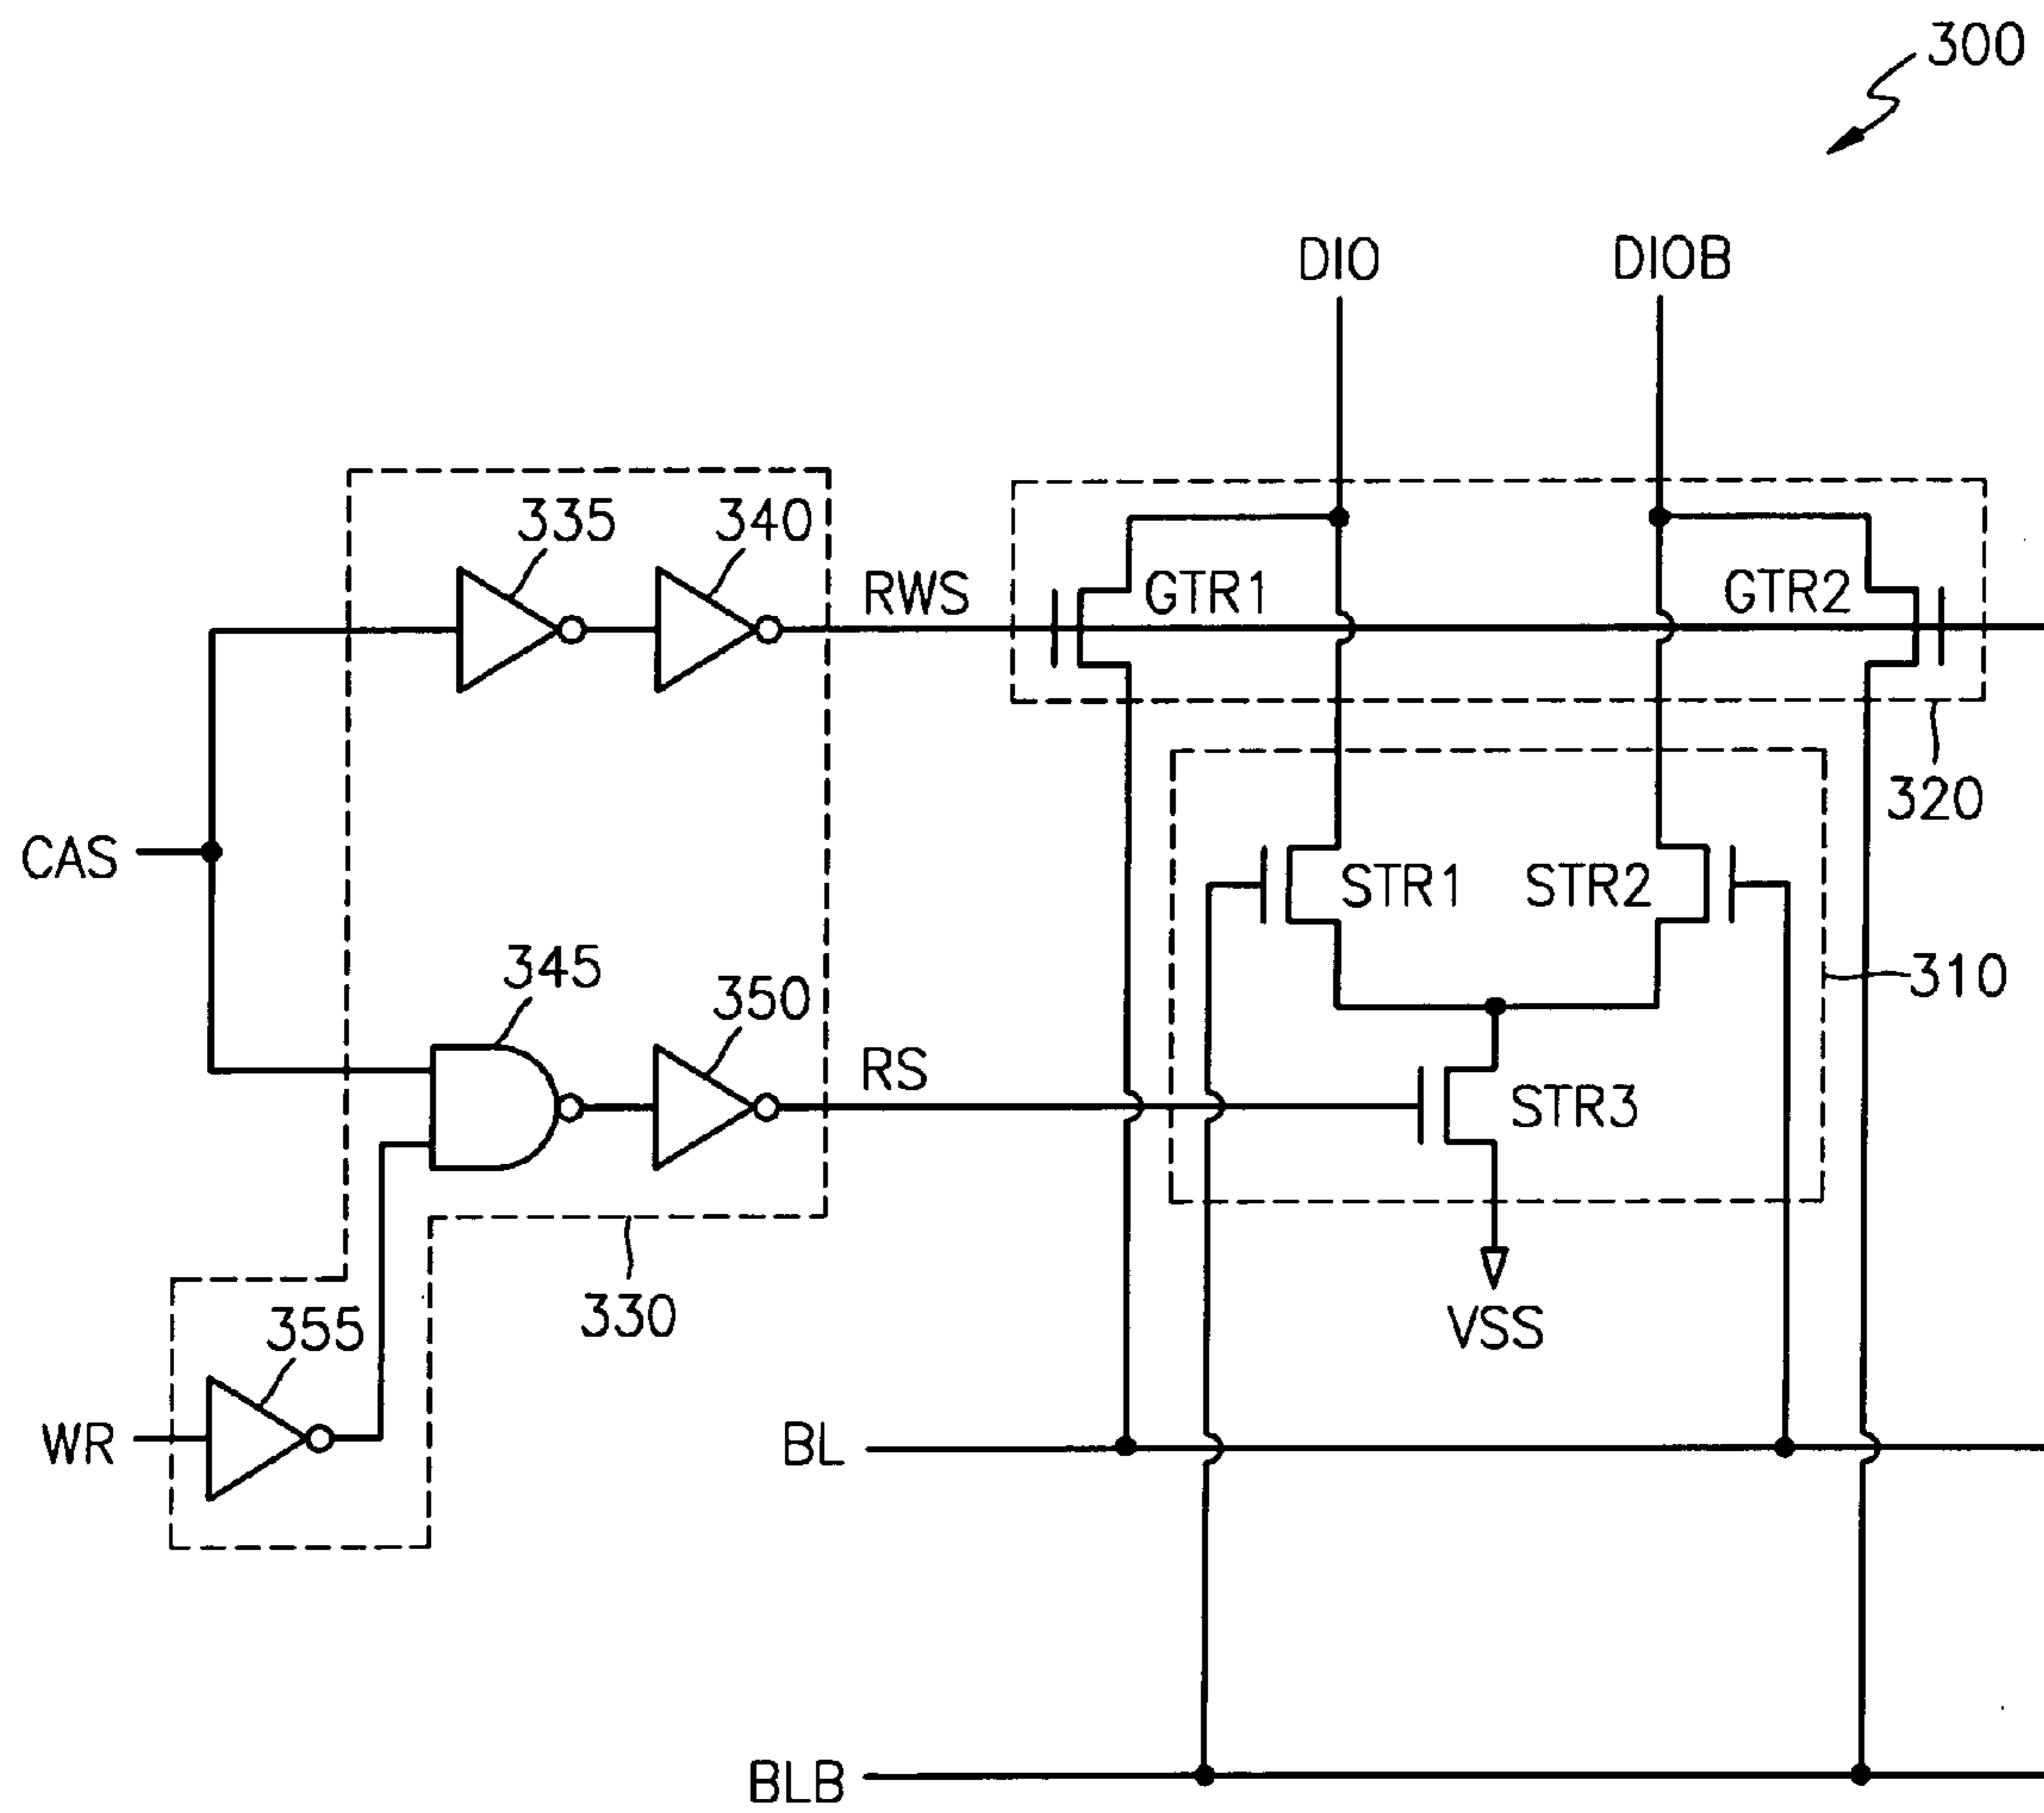 300
DIO
DIOB
335
340
RWS
GTR1
GTR2
320
CAS
STR1
STR2
345
350
310
RS
STR3
355
330
VSS
WR
BL
BLB